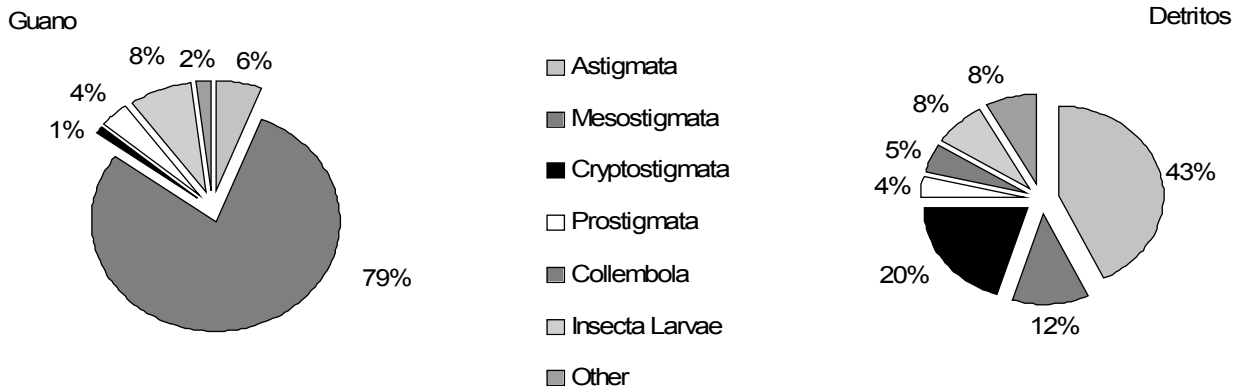 Guano
6%
79%
1%
4%
8%
2%
Astigmata
Mesostigmata
Cryptostigmata
Prostigmata
Collembola
Insecta Larvae
Other
Detritos
43%
12%
20%
4%
5%
8%
8%